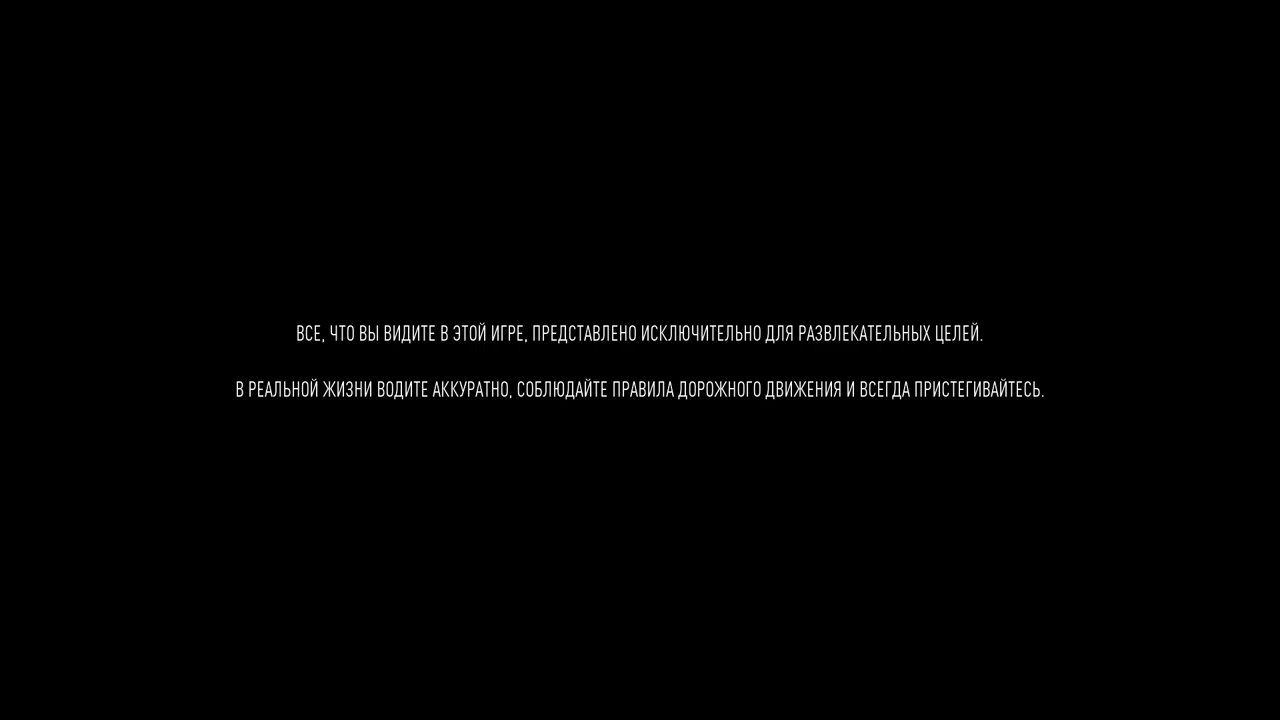 ВСЕ, ЧТО ВЫ ВИДИТЕ В ЭТОЙ ИГРЕ, ПРЕДСТАВЛЕНО ИСКЛЮЧИТЕЛЬНО ДЛЯ РАЗВЛЕКАТЕЛЬНЫХ ЦЕЛЕЙ.
В РЕАЛЬНОЙ ЖИЗНИ ВОДИТЕ АККУРАТНО, СОБЛЮДАЙТЕ ПРАВИЛА ДОРОЖНОГО ДВИЖЕНИЯ И ВСЕГДА ПРИСТЕГИВАЙТЕСЬ.